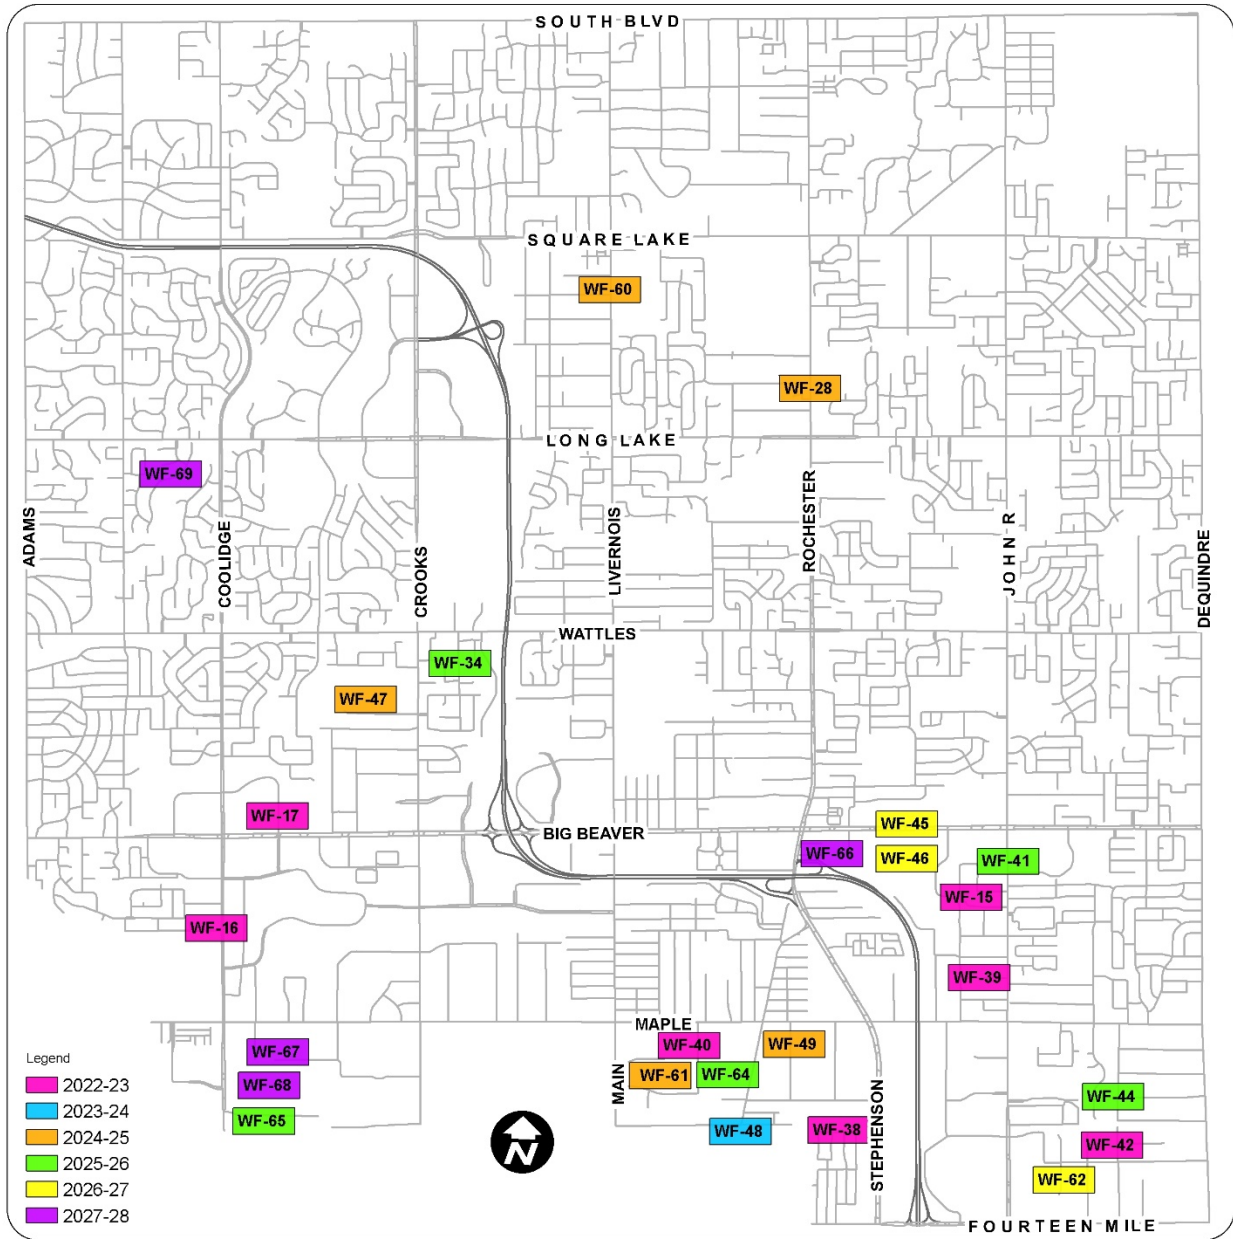 SOUTH BLVD
SQUARE LAKE
WF-60
WF-28
LONG LAKE
WF-69
ADAMS
COOLIDGE
CROOKS
LIVERNOIS
ROCHESTER
JOHN R
DEQUINDRE
WATTLES
WF-34
WF-47
WF-17
WF-45
BIG BEAVER
WF-66
WF-46
WF-41
WF-15
WF-16
WF-39
MAPLE
WF-40
WF-49
WF-67
WF-61
WF-64
WF-68
MAIN
WF-44
WF-65
WF-48
WF-38
STEPHENSON
WF-42
WF-62
FOURTEEN MILE
N
Legend
2022-23
2023-24
2024-25
2025-26
2026-27
2027-28